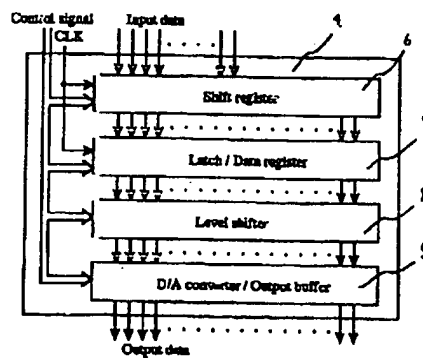 Control signal
Input data
CLK
4
6
Shift register
Latch / Data register
Level shifter
D/A converter / Output buffer
9
Output data